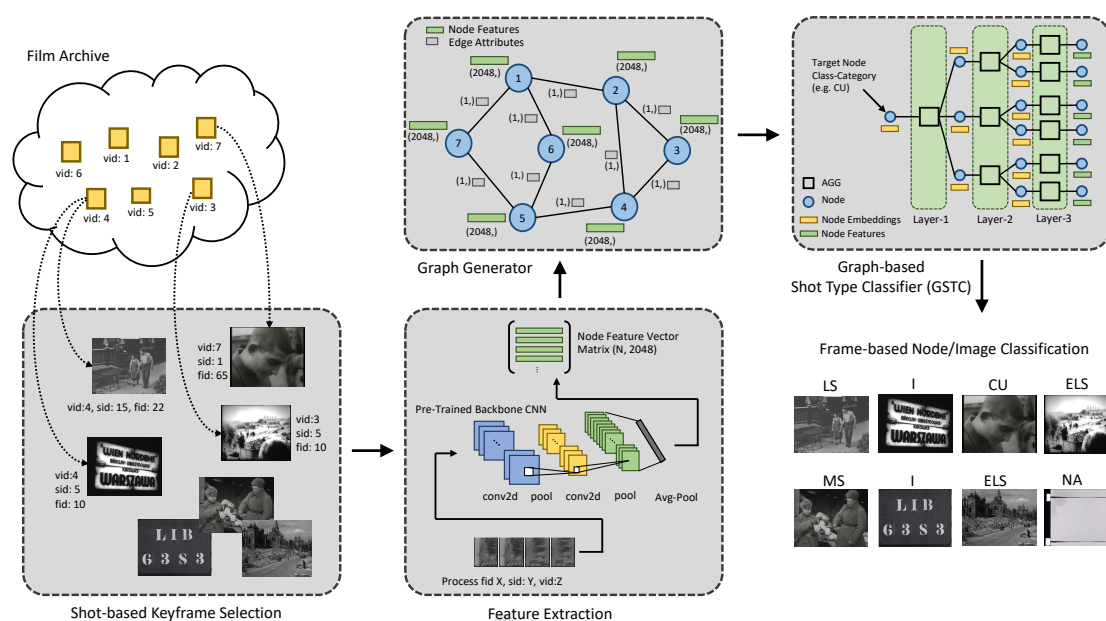 Film Archive
vid: 7
vid: 1
vid: 2
vid: 6
vid: 4
vid: 5
vid: 3
vid:7
sid: 1
fid: 65
vid:4, sid: 15, fid: 22
vid:3
sid: 5
fid: 10
vid:4
sid: 5
fid: 10
WIEN NORDBHF
WARSZAWA
LIB
6 3 8 3
Shot-based Keyframe Selection
Node Features
Edge Attributes
(2048,)
1
(2048,)
2
(1,)
(1,)
(1,)
(1,)
(2048,)
7
(2048,)
6
(2048,)
3
(1,)
(1,)
(1,)
(1,)
(2048,)
5
(1,)
4
(2048,)
Graph Generator
Node Feature Vector
Matrix (N, 2048)
Pre-Trained Backbone CNN
conv2d
pool
conv2d
pool
Avg-Pool
Process fid X, sid: Y, vid:Z
Feature Extraction
Target Node
Class-Category
(e.g. CU)
AGG
Node
Node Embeddings
Node Features
Layer-1
Layer-2
Layer-3
Graph-based
Shot Type Classifier (GSTC)
Frame-based Node/Image Classification
LS
I
CU
ELS
WIEN NORDBHF
WARSZAWA
MS
I
ELS
NA
LIB
6 3 8 3